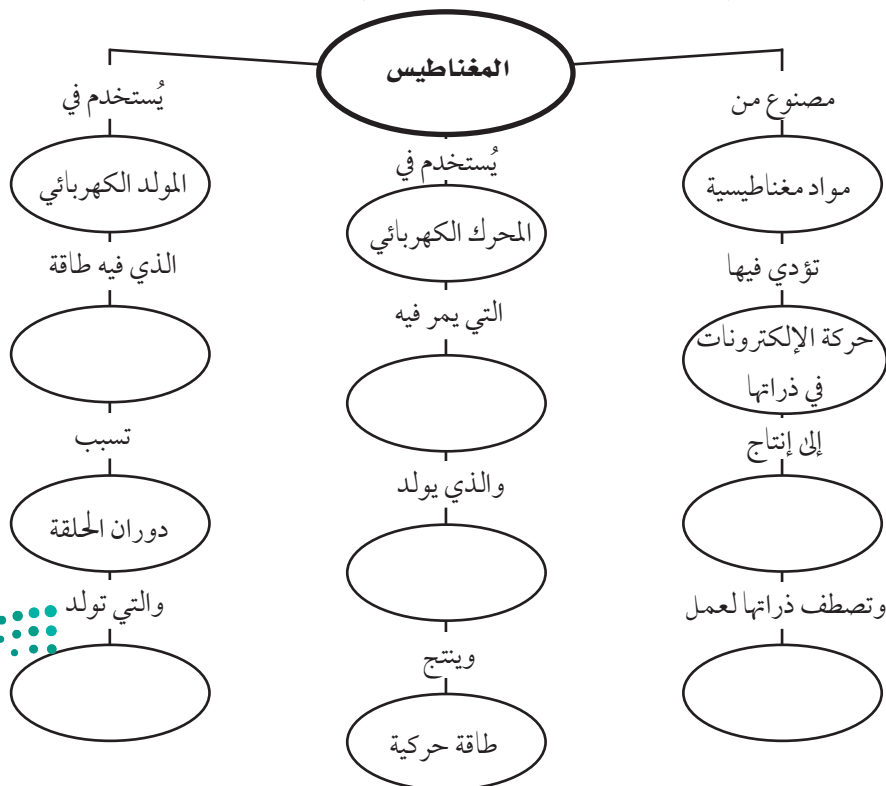 المغناطيس
مصنوع من
مواد مغناطيسية
تؤدي فيها
حركة الإلكترونات
في ذراتها
إلى إنتاج
وتصطف ذراتها لعمل
يُستخدم في
المحرك الكهربائي
التي يمر فيه
والذي يولد
وينتج
طاقة حركية
يُستخدم في
المولد الكهربائي
الذي فيه طاقة
تسبب
دوران الحلقة
والتي تولد